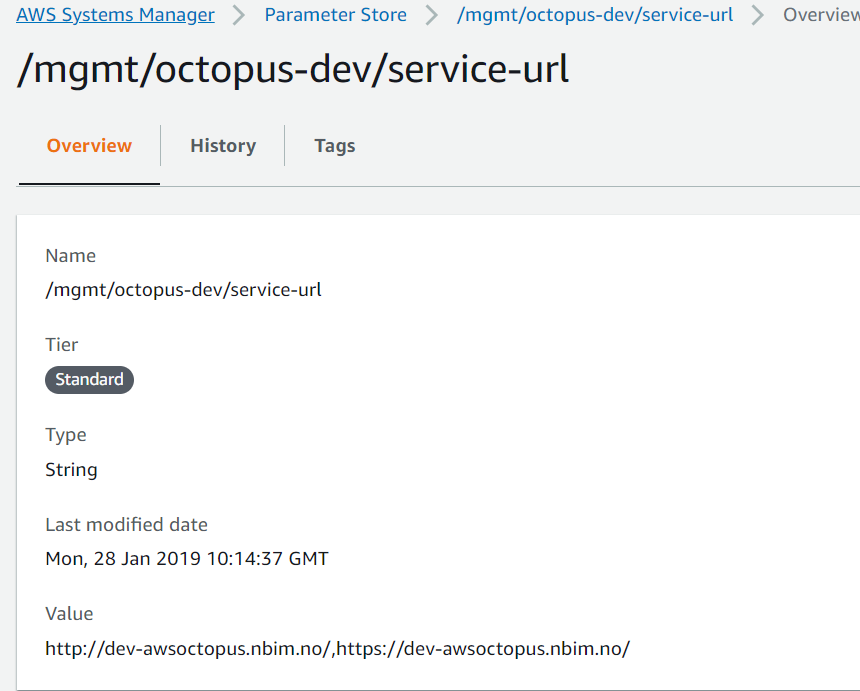 AWS Systems Manager > Parameter Store > /mgmt/octopus-dev/service-url > Overview
/mgmt/octopus-dev/service-url
Overview History Tags
Name
/mgmt/octopus-dev/service-url
Tier
Standard
Type
String
Last modified date
Mon, 28 Jan 2019 10:14:37 GMT
Value
http://dev-awsoctopus.nbim.no/,https://dev-awsoctopus.nbim.no/